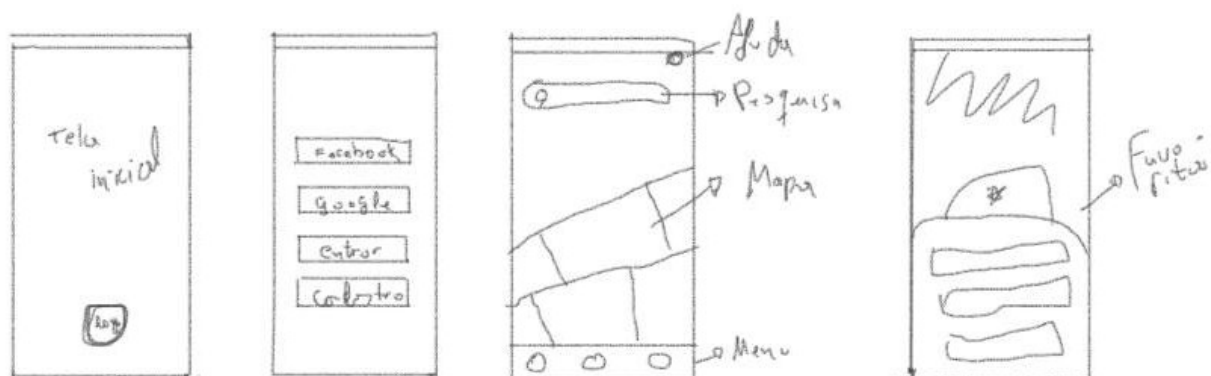 Tela
inicial
logo
Facebook
google
entrar
cadastro
Ajuda
Pesquisa
Mapa
Menu
Favo-
ritos